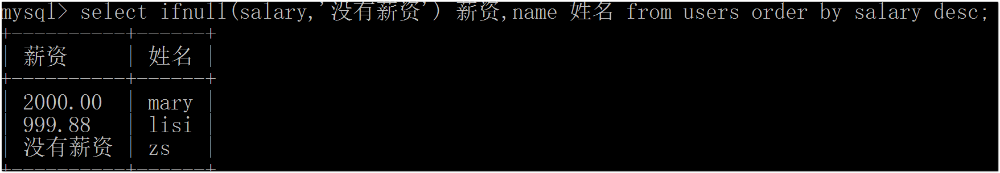 mysql> select ifnull(salary,'没有薪资') 薪资,name 姓名 from users order by salary desc;
+----------+------+
| 薪资     | 姓名 |
+----------+------+
| 2000.00  | mary |
| 999.88   | lisi |
| 没有薪资 | zs   |
+----------+------+